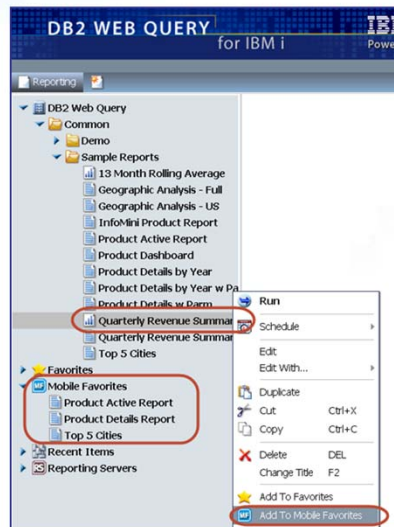 DB2 WEB QUERY
for IBM i
IBM
Power
Reporting
DB2 Web Query
Common
Demo
Sample Reports
13 Month Rolling Average
Geographic Analysis - Full
Geographic Analysis - US
InfoMini Product Report
Product Active Report
Product Dashboard
Product Details by Year
Product Details by Year w Pa
Product Details w Parm
Quarterly Revenue Summar
Quarterly Revenue Summar
Top 5 Cities
Favorites
Mobile Favorites
Product Active Report
Product Details Report
Top 5 Cities
Recent Items
Reporting Servers
Run
Schedule
Edit
Edit With...
Duplicate
Cut Ctrl+X
Copy Ctrl+C
Delete DEL
Change Title F2
Add To Favorites
MF Add To Mobile Favorites